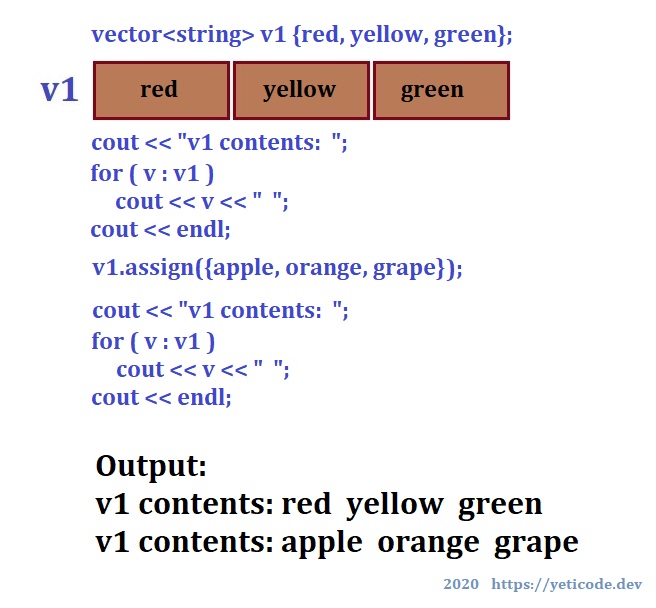 vector<string> v1 {red, yellow, green};
v1 red yellow green
cout << "v1 contents:  ";
for ( v : v1 )
cout << v << "  ";
cout << endl;
v1.assign({apple, orange, grape});
cout << "v1 contents:  ";
for ( v : v1 )
cout << v << "  ";
cout << endl;
Output:
v1 contents: red  yellow  green
v1 contents: apple  orange  grape
2020   https://yeticode.dev